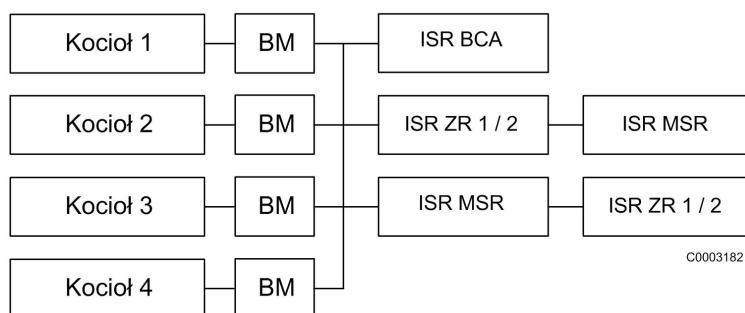 Kocioł 1
BM
ISR BCA
Kocioł 2
BM
ISR ZR 1 / 2
ISR MSR
Kocioł 3
BM
ISR MSR
ISR ZR 1 / 2
C0003182
Kocioł 4
BM